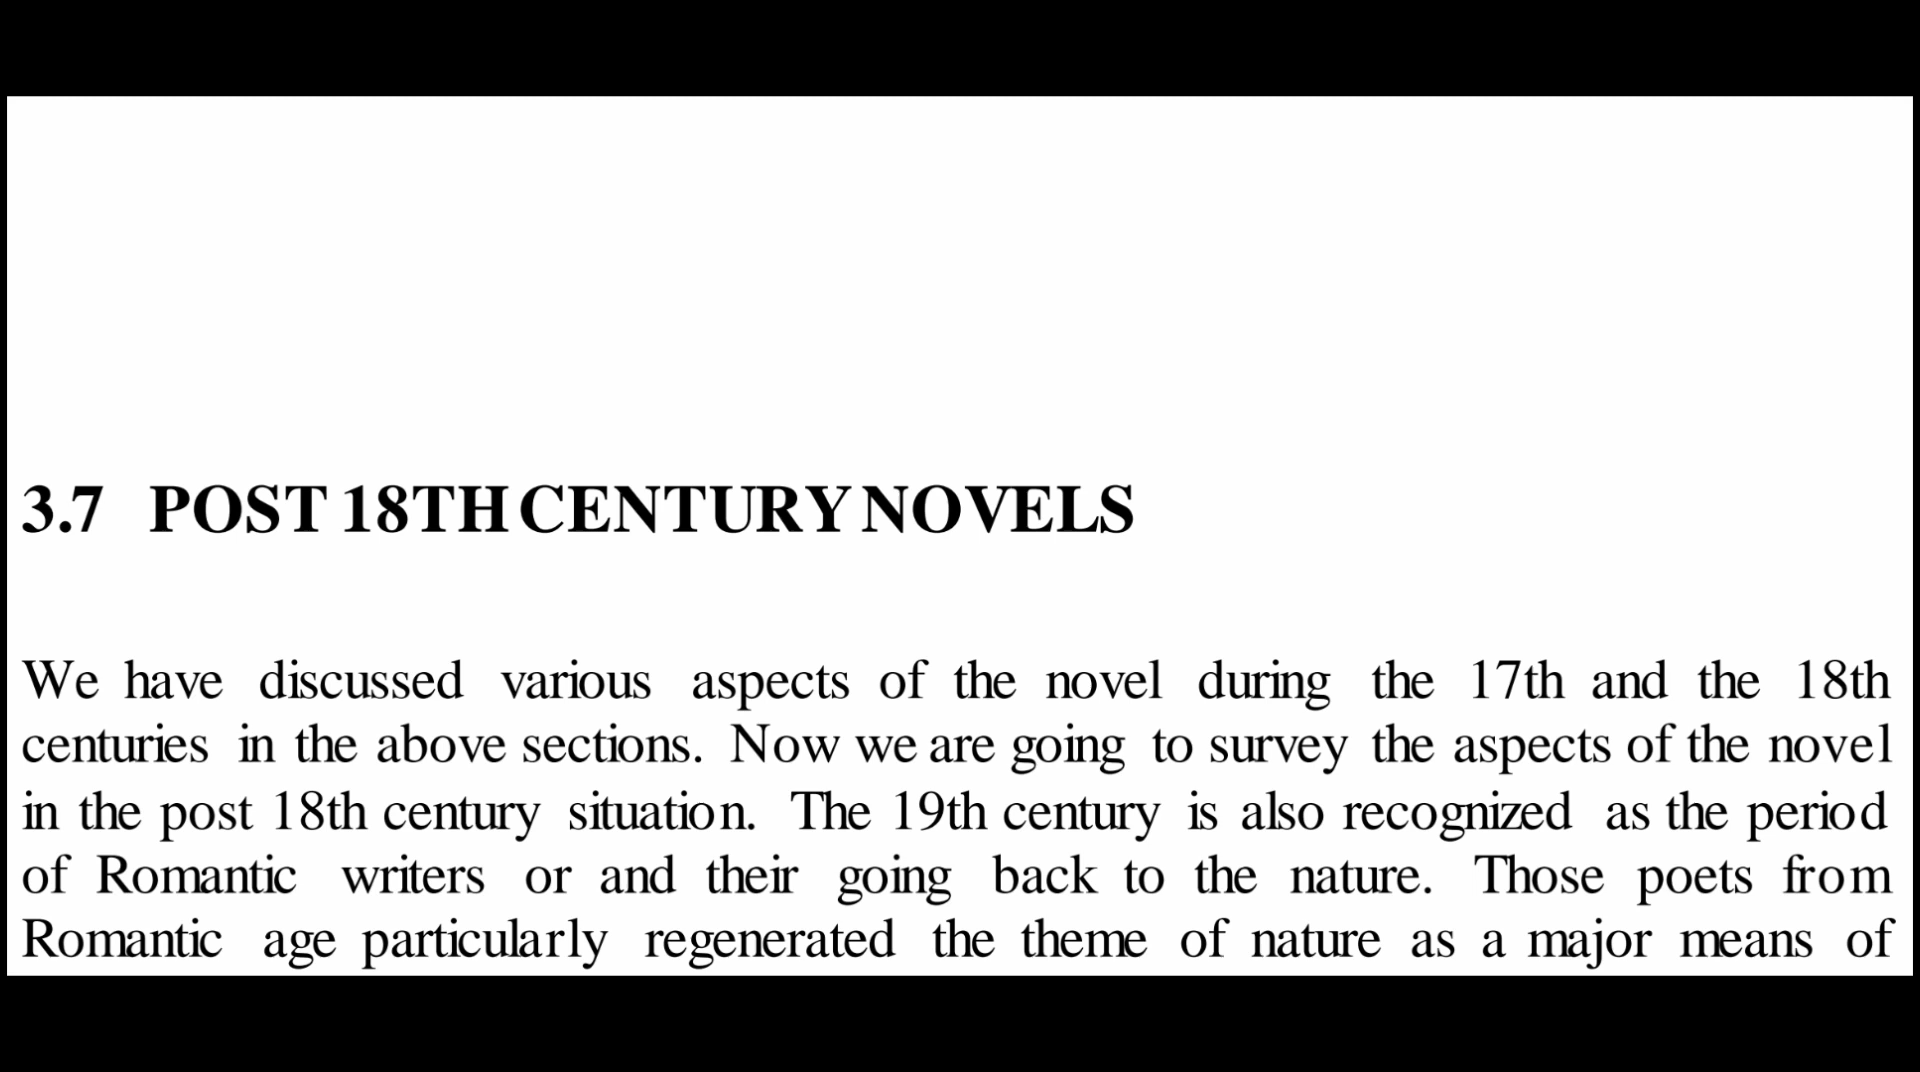 3.7 POST 18TH CENTURY NOVELS
We have discussed various aspects of the novel during the 17th and the 18th
centuries in the above sections. Now we are going to survey the aspects of the novel
in the post 18th century situation. The 19th century is also recognized as the period
of Romantic writers or and their going back to the nature. Those poets from
Romantic age particularly regenerated the theme of nature as a major means of